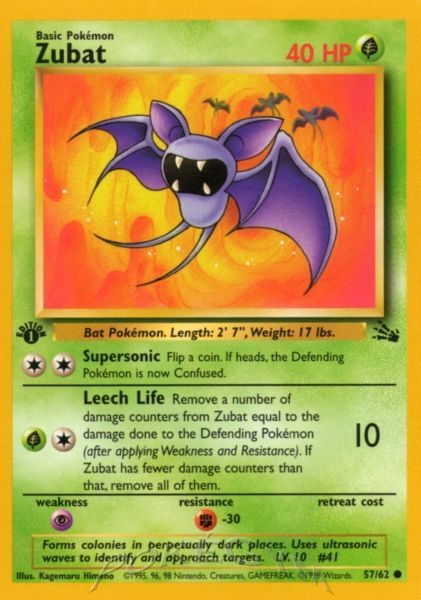 Basic Pokémon
Zubat
40 HP
EDITION
1
Bat Pokémon. Length: 2' 7", Weight: 17 lbs.
Supersonic Flip a coin. If heads, the Defending
Pokémon is now Confused.
Leech Life Remove a number of
damage counters from Zubat equal to the
damage done to the Defending Pokémon
(after applying Weakness and Resistance). If
Zubat has fewer damage counters than
that, remove all of them.
10
weakness resistance retreat cost
-30
Forms colonies in perpetually dark places. Uses ultrasonic
waves to identify and approach targets. LV. 10 #41
Illus. Kagemaru Himeno ©1995, 96, 98 Nintendo, Creatures, GAMEFREAK. ©1999 Wizards. 57/62